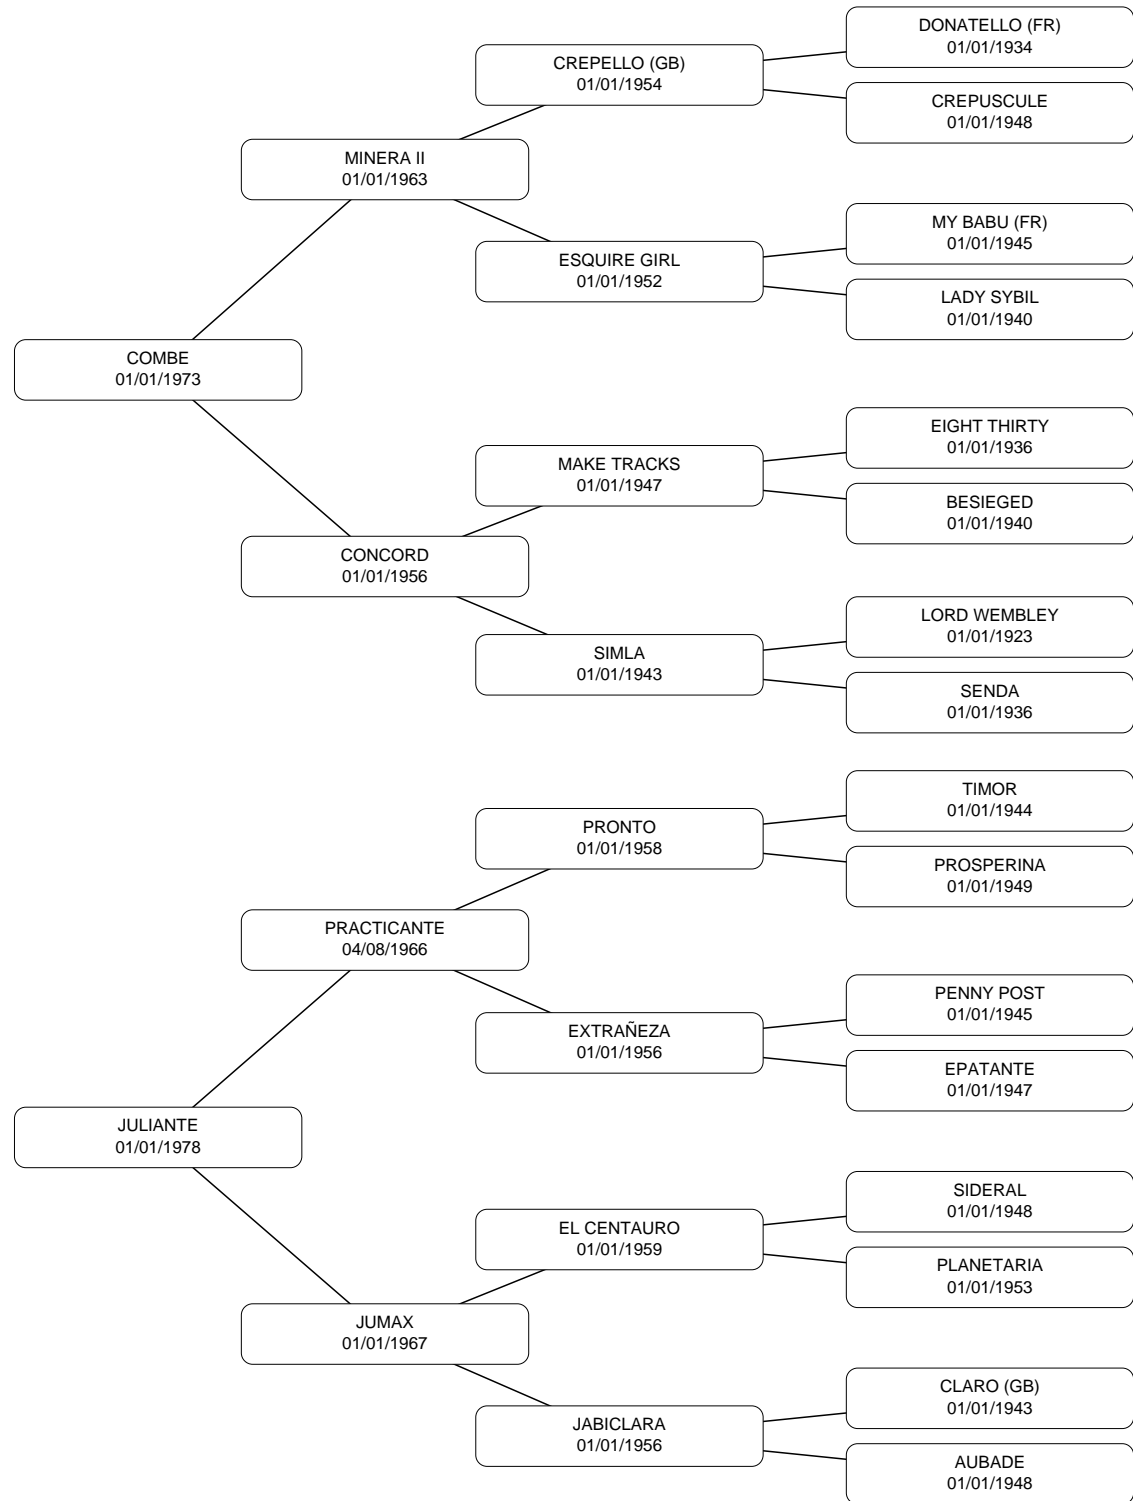 DONATELLO (FR)
01/01/1934
CREPELLO (GB)
01/01/1954
CREPUSCULE
01/01/1948
MINERA II
01/01/1963
MY BABU (FR)
01/01/1945
ESQUIRE GIRL
01/01/1952
LADY SYBIL
01/01/1940
COMBE
01/01/1973
EIGHT THIRTY
01/01/1936
MAKE TRACKS
01/01/1947
BESIEGED
01/01/1940
CONCORD
01/01/1956
LORD WEMBLEY
01/01/1923
SIMLA
01/01/1943
SENDA
01/01/1936
TIMOR
01/01/1944
PRONTO
01/01/1958
PROSPERINA
01/01/1949
PRACTICANTE
04/08/1966
PENNY POST
01/01/1945
EXTRAÑEZA
01/01/1956
EPATANTE
01/01/1947
JULIANTE
01/01/1978
SIDERAL
01/01/1948
EL CENTAURO
01/01/1959
PLANETARIA
01/01/1953
JUMAX
01/01/1967
CLARO (GB)
01/01/1943
JABICLARA
01/01/1956
AUBADE
01/01/1948